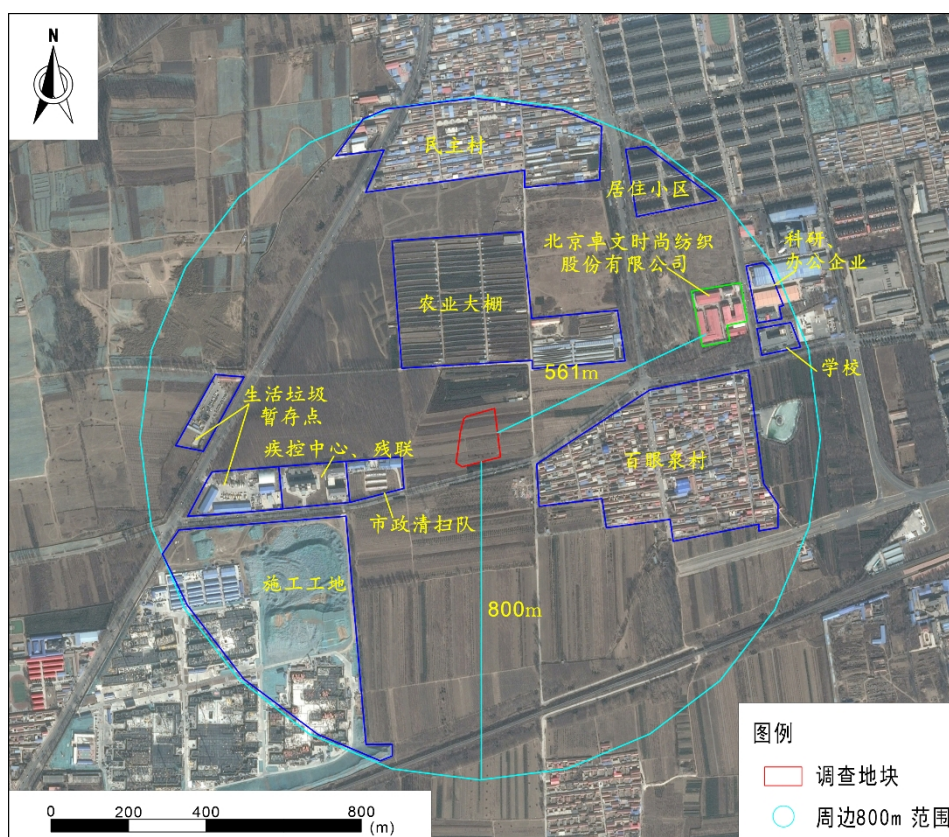 N
民主村
居住小区
北京卓文时尚纺织
股份有限公司
科研、
办公企业
农业大棚
学校
561m
生活垃圾
暂存点
疾控中心、残联
百眼泉村
市政清扫队
施工工地
800m
图例
调查地块
周边800m 范围
0 200 400 800
(m)